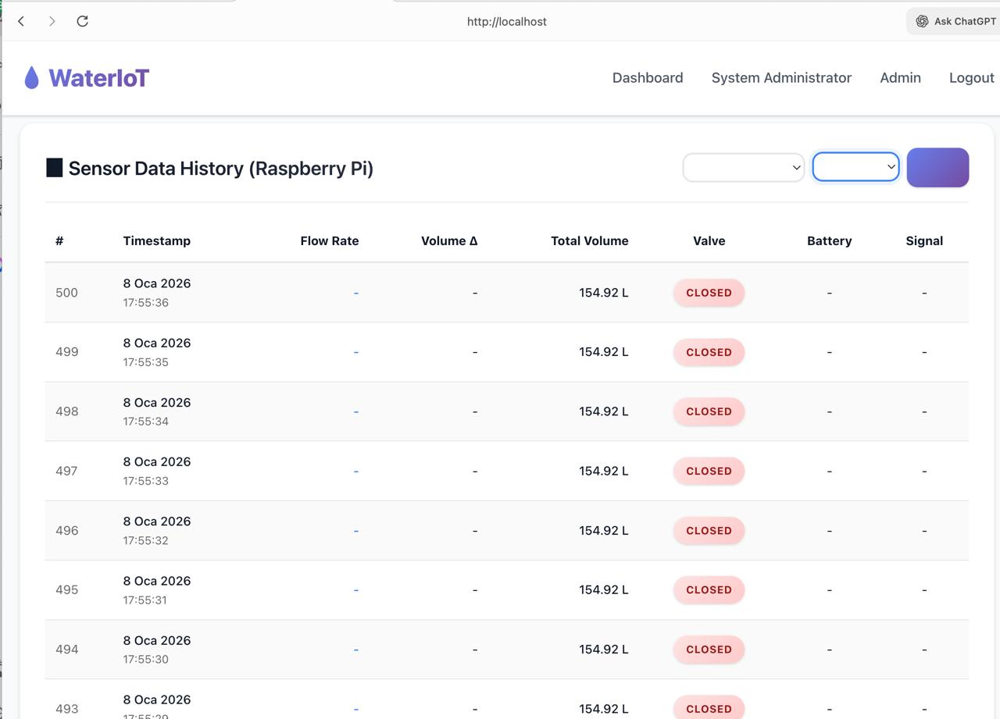 http://localhost
Ask ChatGPT
WaterIoT
Dashboard System Administrator Admin Logout
Sensor Data History (Raspberry Pi)
# Timestamp Flow Rate Volume Δ Total Volume Valve Battery Signal
500 8 Oca 2026 - - 154.92 L CLOSED - -
17:55:36
499 8 Oca 2026 - - 154.92 L CLOSED - -
17:55:35
498 8 Oca 2026 - - 154.92 L CLOSED - -
17:55:34
497 8 Oca 2026 - - 154.92 L CLOSED - -
17:55:33
496 8 Oca 2026 - - 154.92 L CLOSED - -
17:55:32
495 8 Oca 2026 - - 154.92 L CLOSED - -
17:55:31
494 8 Oca 2026 - - 154.92 L CLOSED - -
17:55:30
493 8 Oca 2026 - - 154.92 L CLOSED - -
17:55:29